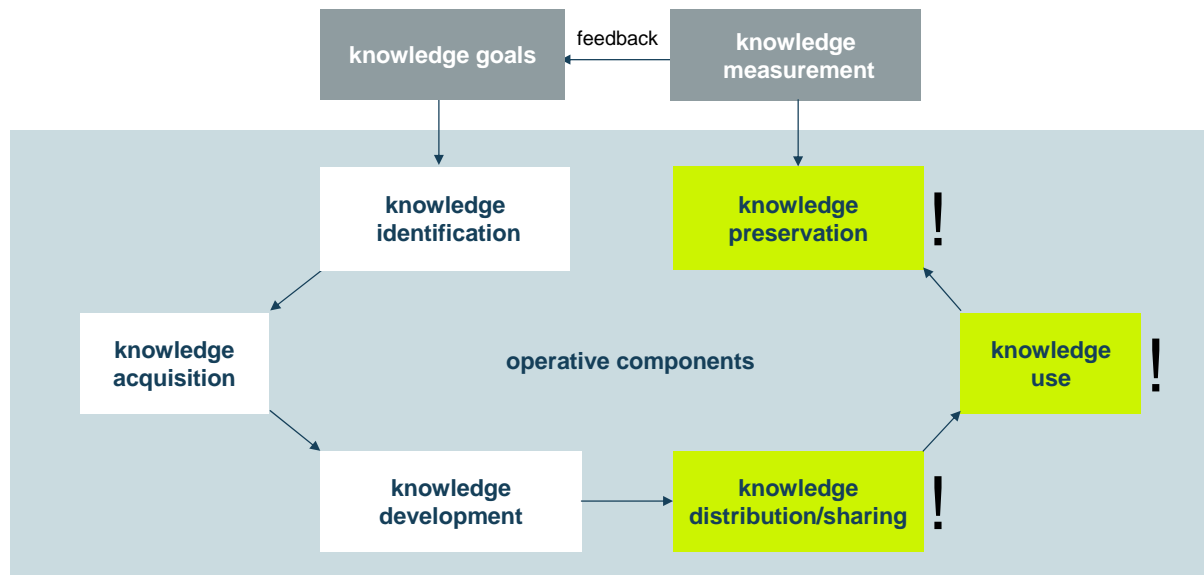 knowledge goals
feedback
knowledge
measurement
knowledge
identification
knowledge
preservation
!
knowledge
acquisition
operative components
knowledge
use
!
knowledge
development
knowledge
distribution/sharing
!